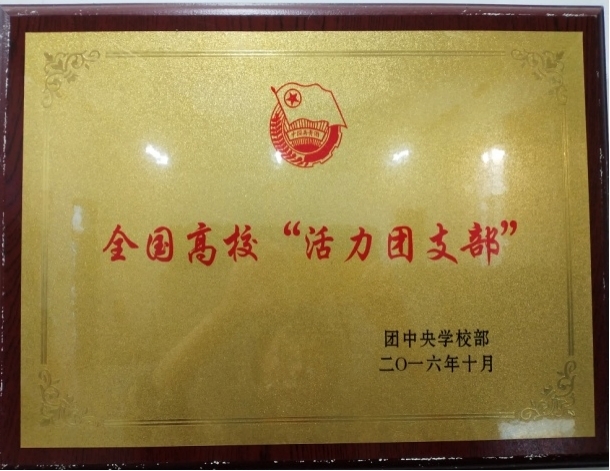 全国高校“活力团支部”
团中央学校部
二〇一六年十月